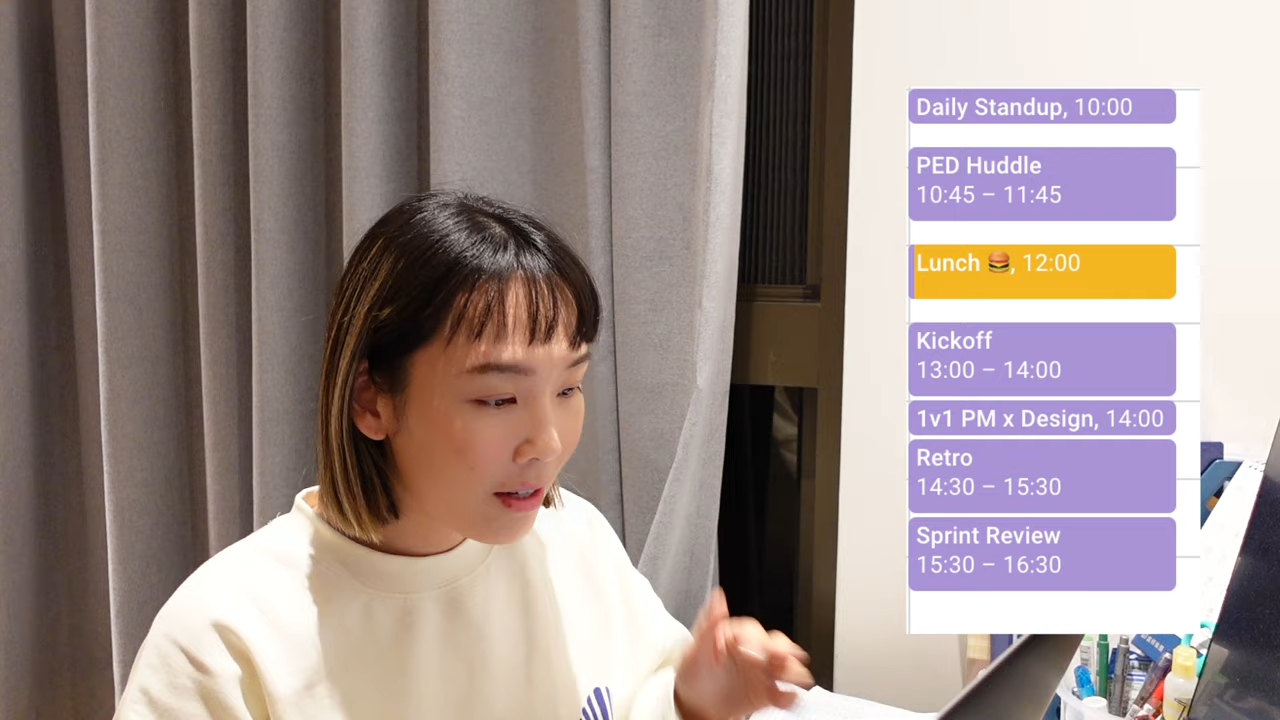 Daily Standup, 10:00
PED Huddle
10:45 – 11:45
Lunch 🍔, 12:00
Kickoff
13:00 – 14:00
1v1 PM x Design, 14:00
Retro
14:30 – 15:30
Sprint Review
15:30 – 16:30